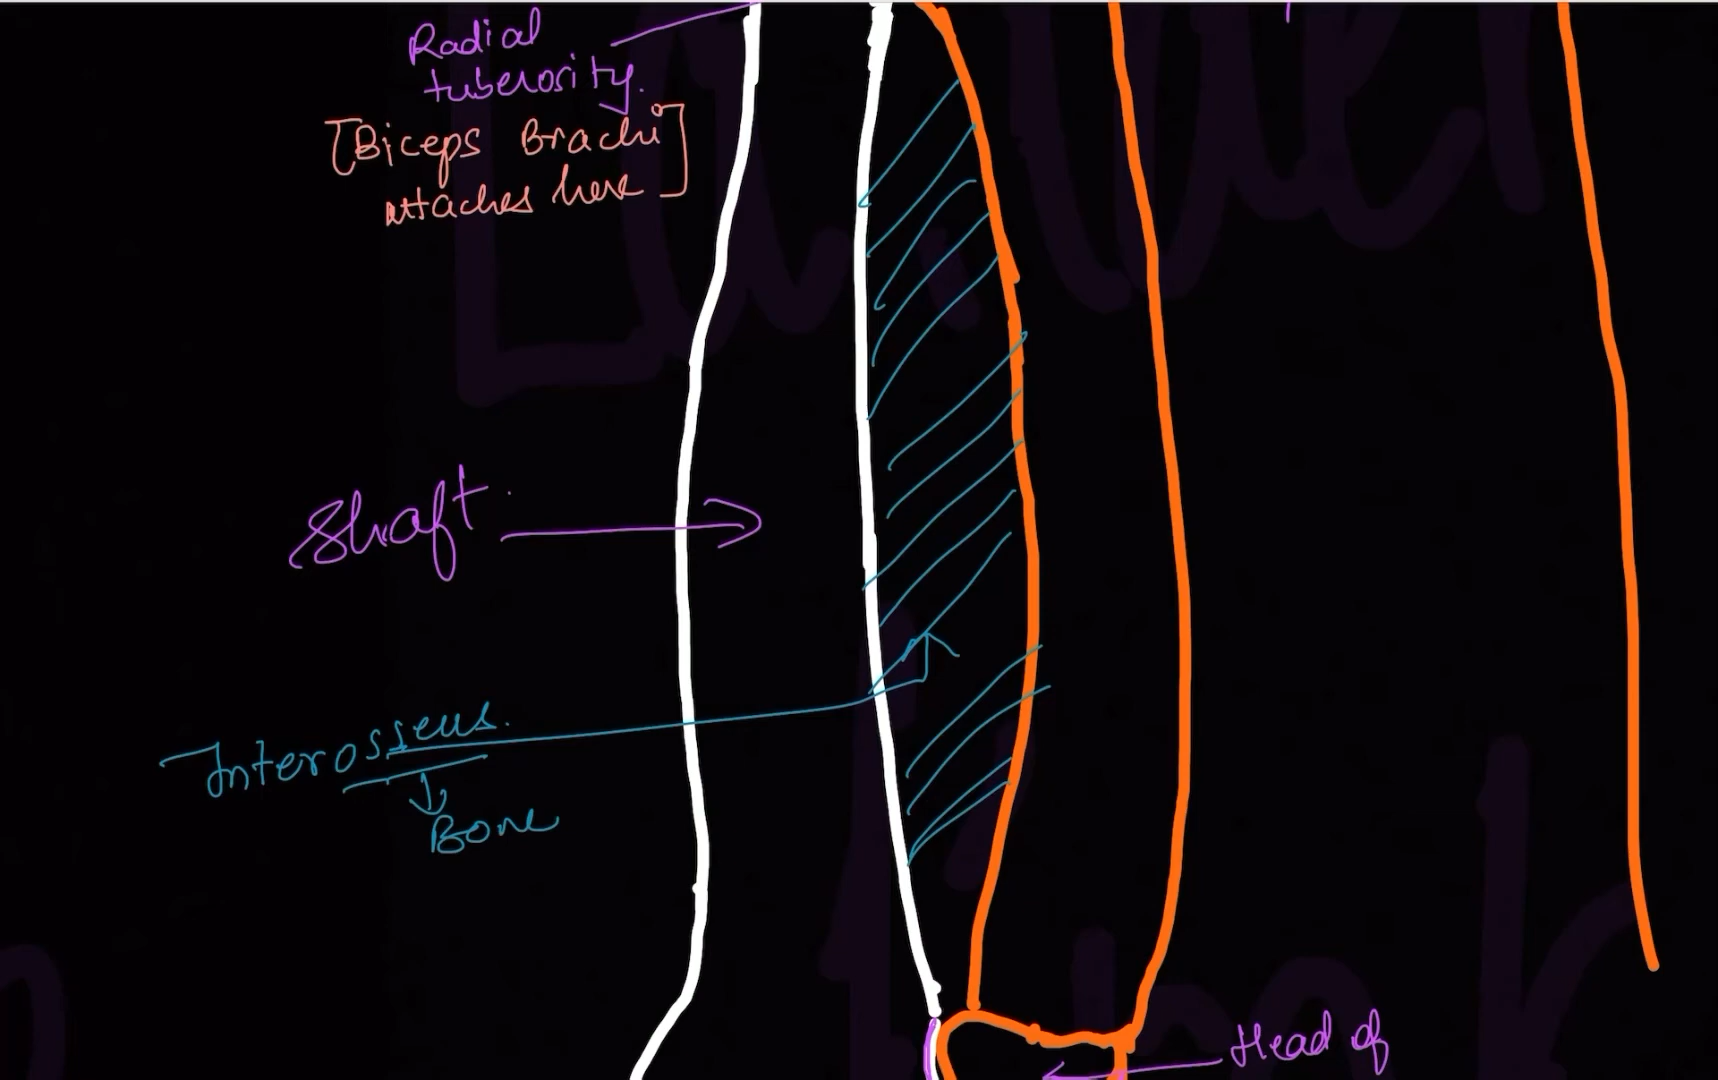 Radial
tuberosity.
[Biceps Brachi
attaches here]
Shaft.
Interosseus.
Bone
Head of